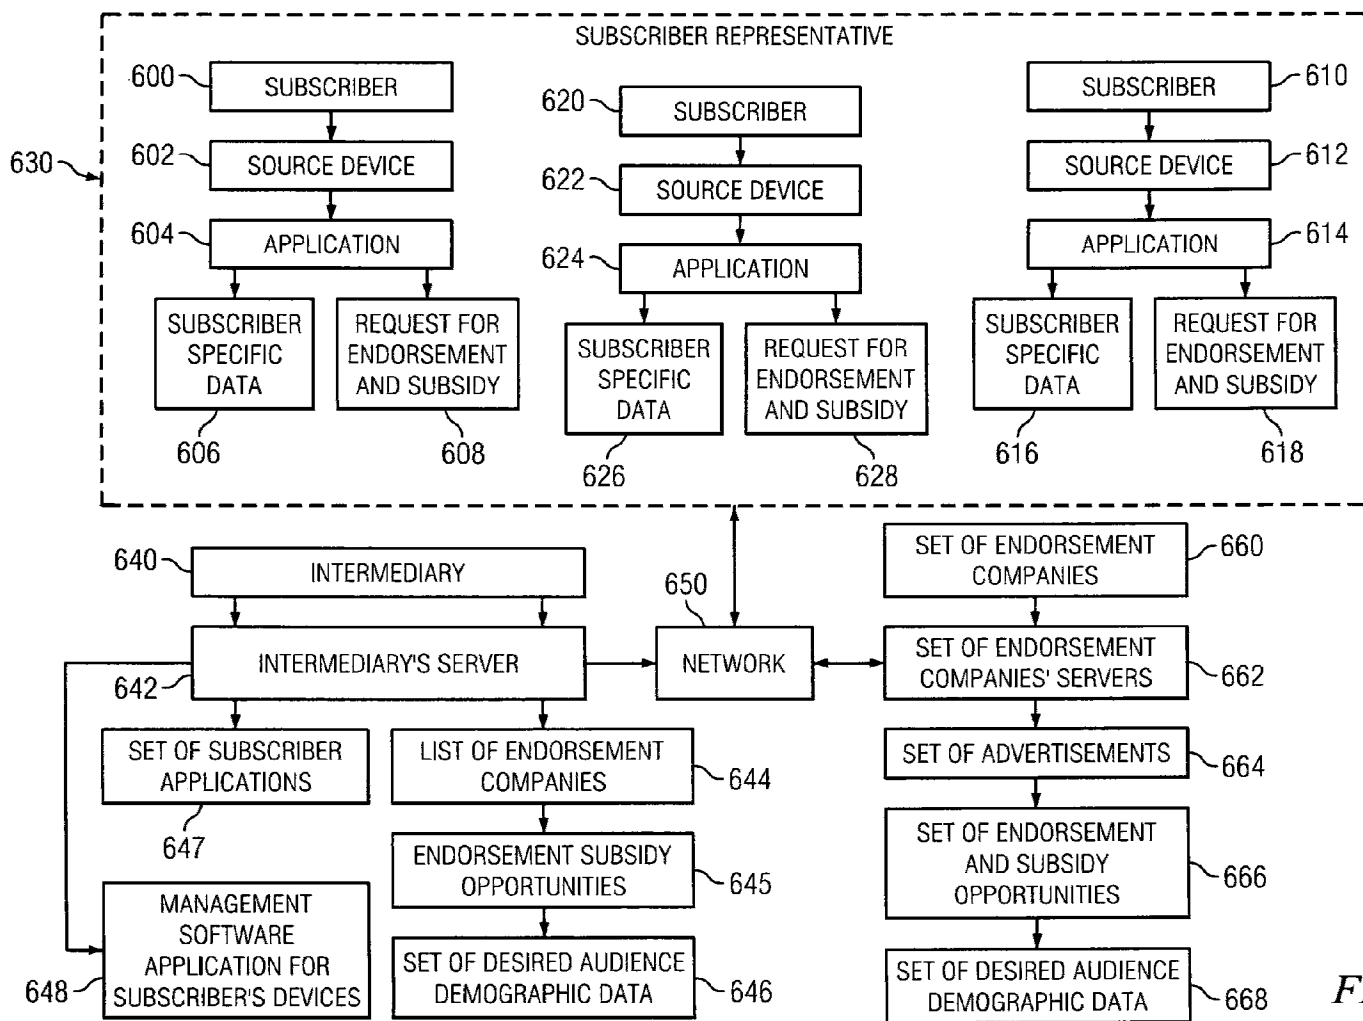 SUBSCRIBER REPRESENTATIVE
600
SUBSCRIBER
602
SOURCE DEVICE
604
APPLICATION
SUBSCRIBER
SPECIFIC
DATA
606
REQUEST FOR
ENDORSEMENT
AND SUBSIDY
608
620
SUBSCRIBER
622
SOURCE DEVICE
624
APPLICATION
SUBSCRIBER
SPECIFIC
DATA
626
REQUEST FOR
ENDORSEMENT
AND SUBSIDY
628
SUBSCRIBER
610
SOURCE DEVICE
612
APPLICATION
614
SUBSCRIBER
SPECIFIC
DATA
616
REQUEST FOR
ENDORSEMENT
AND SUBSIDY
618
630
640
INTERMEDIARY
INTERMEDIARY'S SERVER
642
SET OF SUBSCRIBER
APPLICATIONS
647
MANAGEMENT
SOFTWARE
APPLICATION FOR
SUBSCRIBER'S DEVICES
648
LIST OF ENDORSEMENT
COMPANIES
644
ENDORSEMENT SUBSIDY
OPPORTUNITIES
645
SET OF DESIRED AUDIENCE
DEMOGRAPHIC DATA
646
650
NETWORK
SET OF ENDORSEMENT
COMPANIES
660
SET OF ENDORSEMENT
COMPANIES' SERVERS
662
SET OF ADVERTISEMENTS
664
SET OF ENDORSEMENT
AND SUBSIDY
OPPORTUNITIES
666
SET OF DESIRED AUDIENCE
DEMOGRAPHIC DATA
668